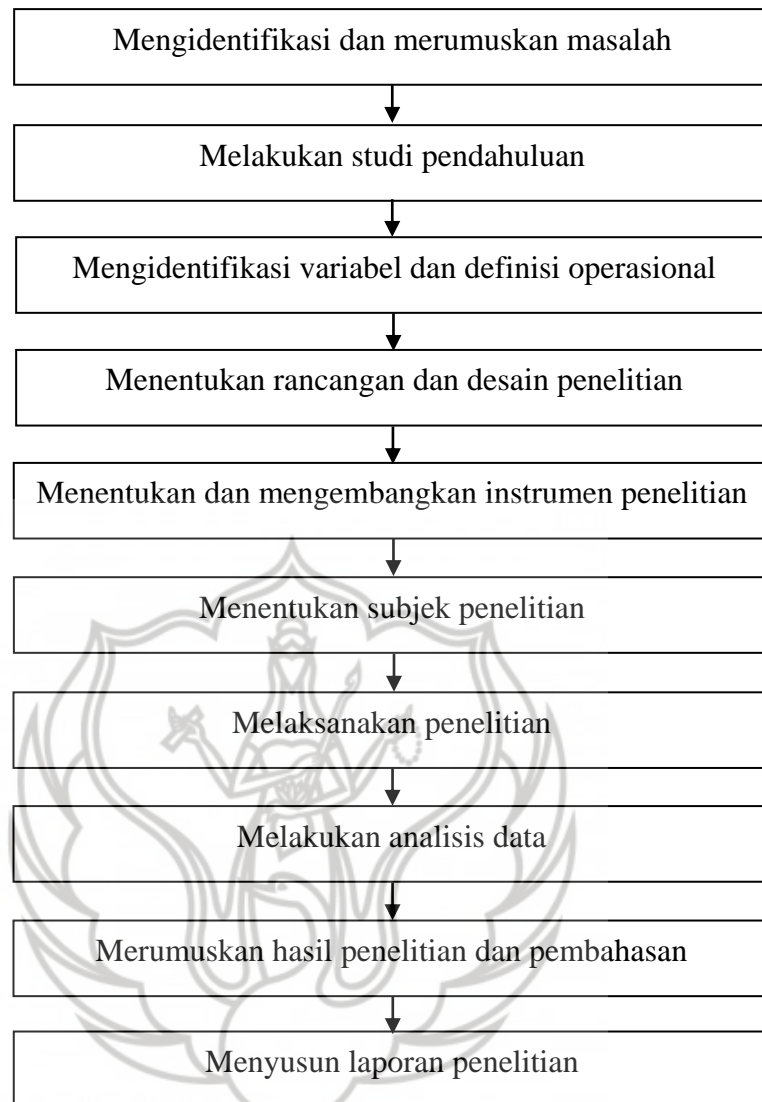 Mengidentifikasi dan merumuskan masalah
Melakukan studi pendahuluan
Mengidentifikasi variabel dan definisi operasional
Menentukan rancangan dan desain penelitian
Menentukan dan mengembangkan instrumen penelitian
Menentukan subjek penelitian
Melaksanakan penelitian
Melakukan analisis data
Merumuskan hasil penelitian dan pembahasan
Menyusun laporan penelitian